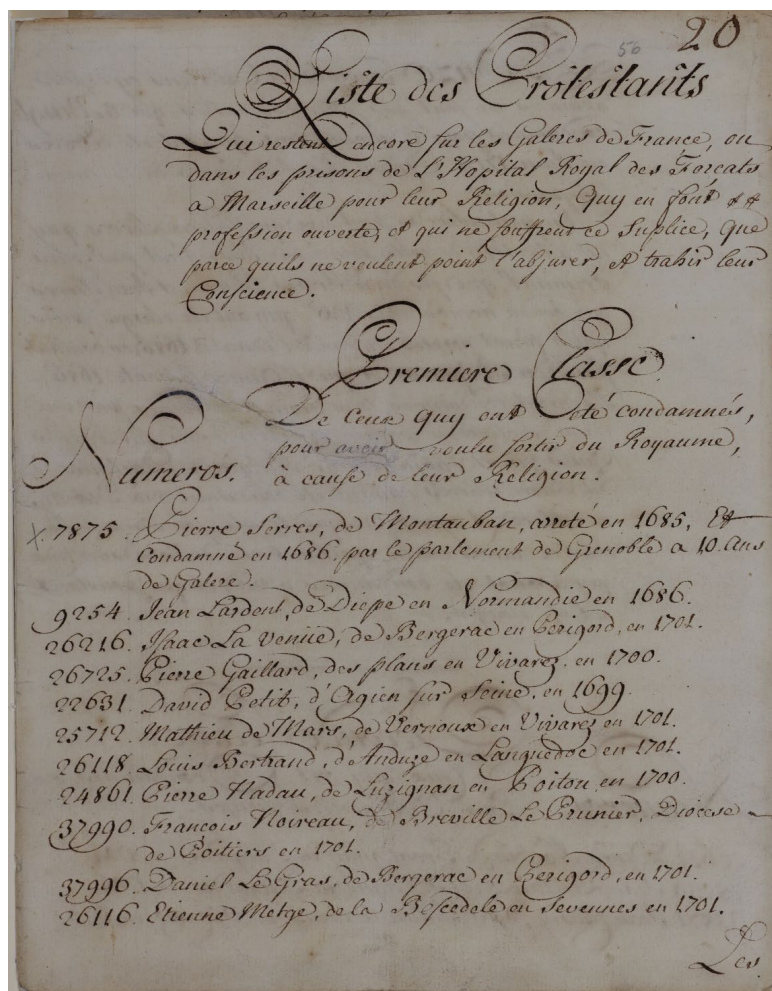 20
50
Liste des Protestants
Qui restent encore sur les Galeres de France, ou
dans les prisons de L'Hopital Royal des Forcats
a Marseille pour leur Religion, Quy en font
profession ouverte, et qui ne souffrent ce Suplice, que
parce quils ne veulent point l'abjurer, et trahir leur
Conscience.
Premiere Classe
De ceux quy ont été condamnés,
pour avoir voulu sortir du Royaume,
Numeros. à cause de leur Religion.
X. 7875. Pierre Serres, de Montauban, areté en 1685, Et
Condamné en 1686 par le parlement de Grenoble a 10 Ans
de Galere.
9254. Jean Lardent, de Diepe en Normandie en 1686.
26216. Isaac La Venüe, de Bergerac en Perigord, en 1701.
26725. Pierre Gaillard, des plans en Vivarez, en 1700.
22631. David Petit, d'Agien sur Seine, en 1699.
25712. Mathieu de Mars, de Vernoux en Vivarez en 1701.
26118. Louis Bertrand, d'Anduze en Languedoc en 1701.
24861. Pierre Nadau, de Luzignan en Poitou, en 1700.
37990. Francois Noireau, de Breville Le Prunier, Diocese
de Poitiers en 1701.
37996. Daniel Le Gras, de Bergerac en Perigord, en 1701.
26116. Etienne Metge, de la en Sevennes en 1701.
Les